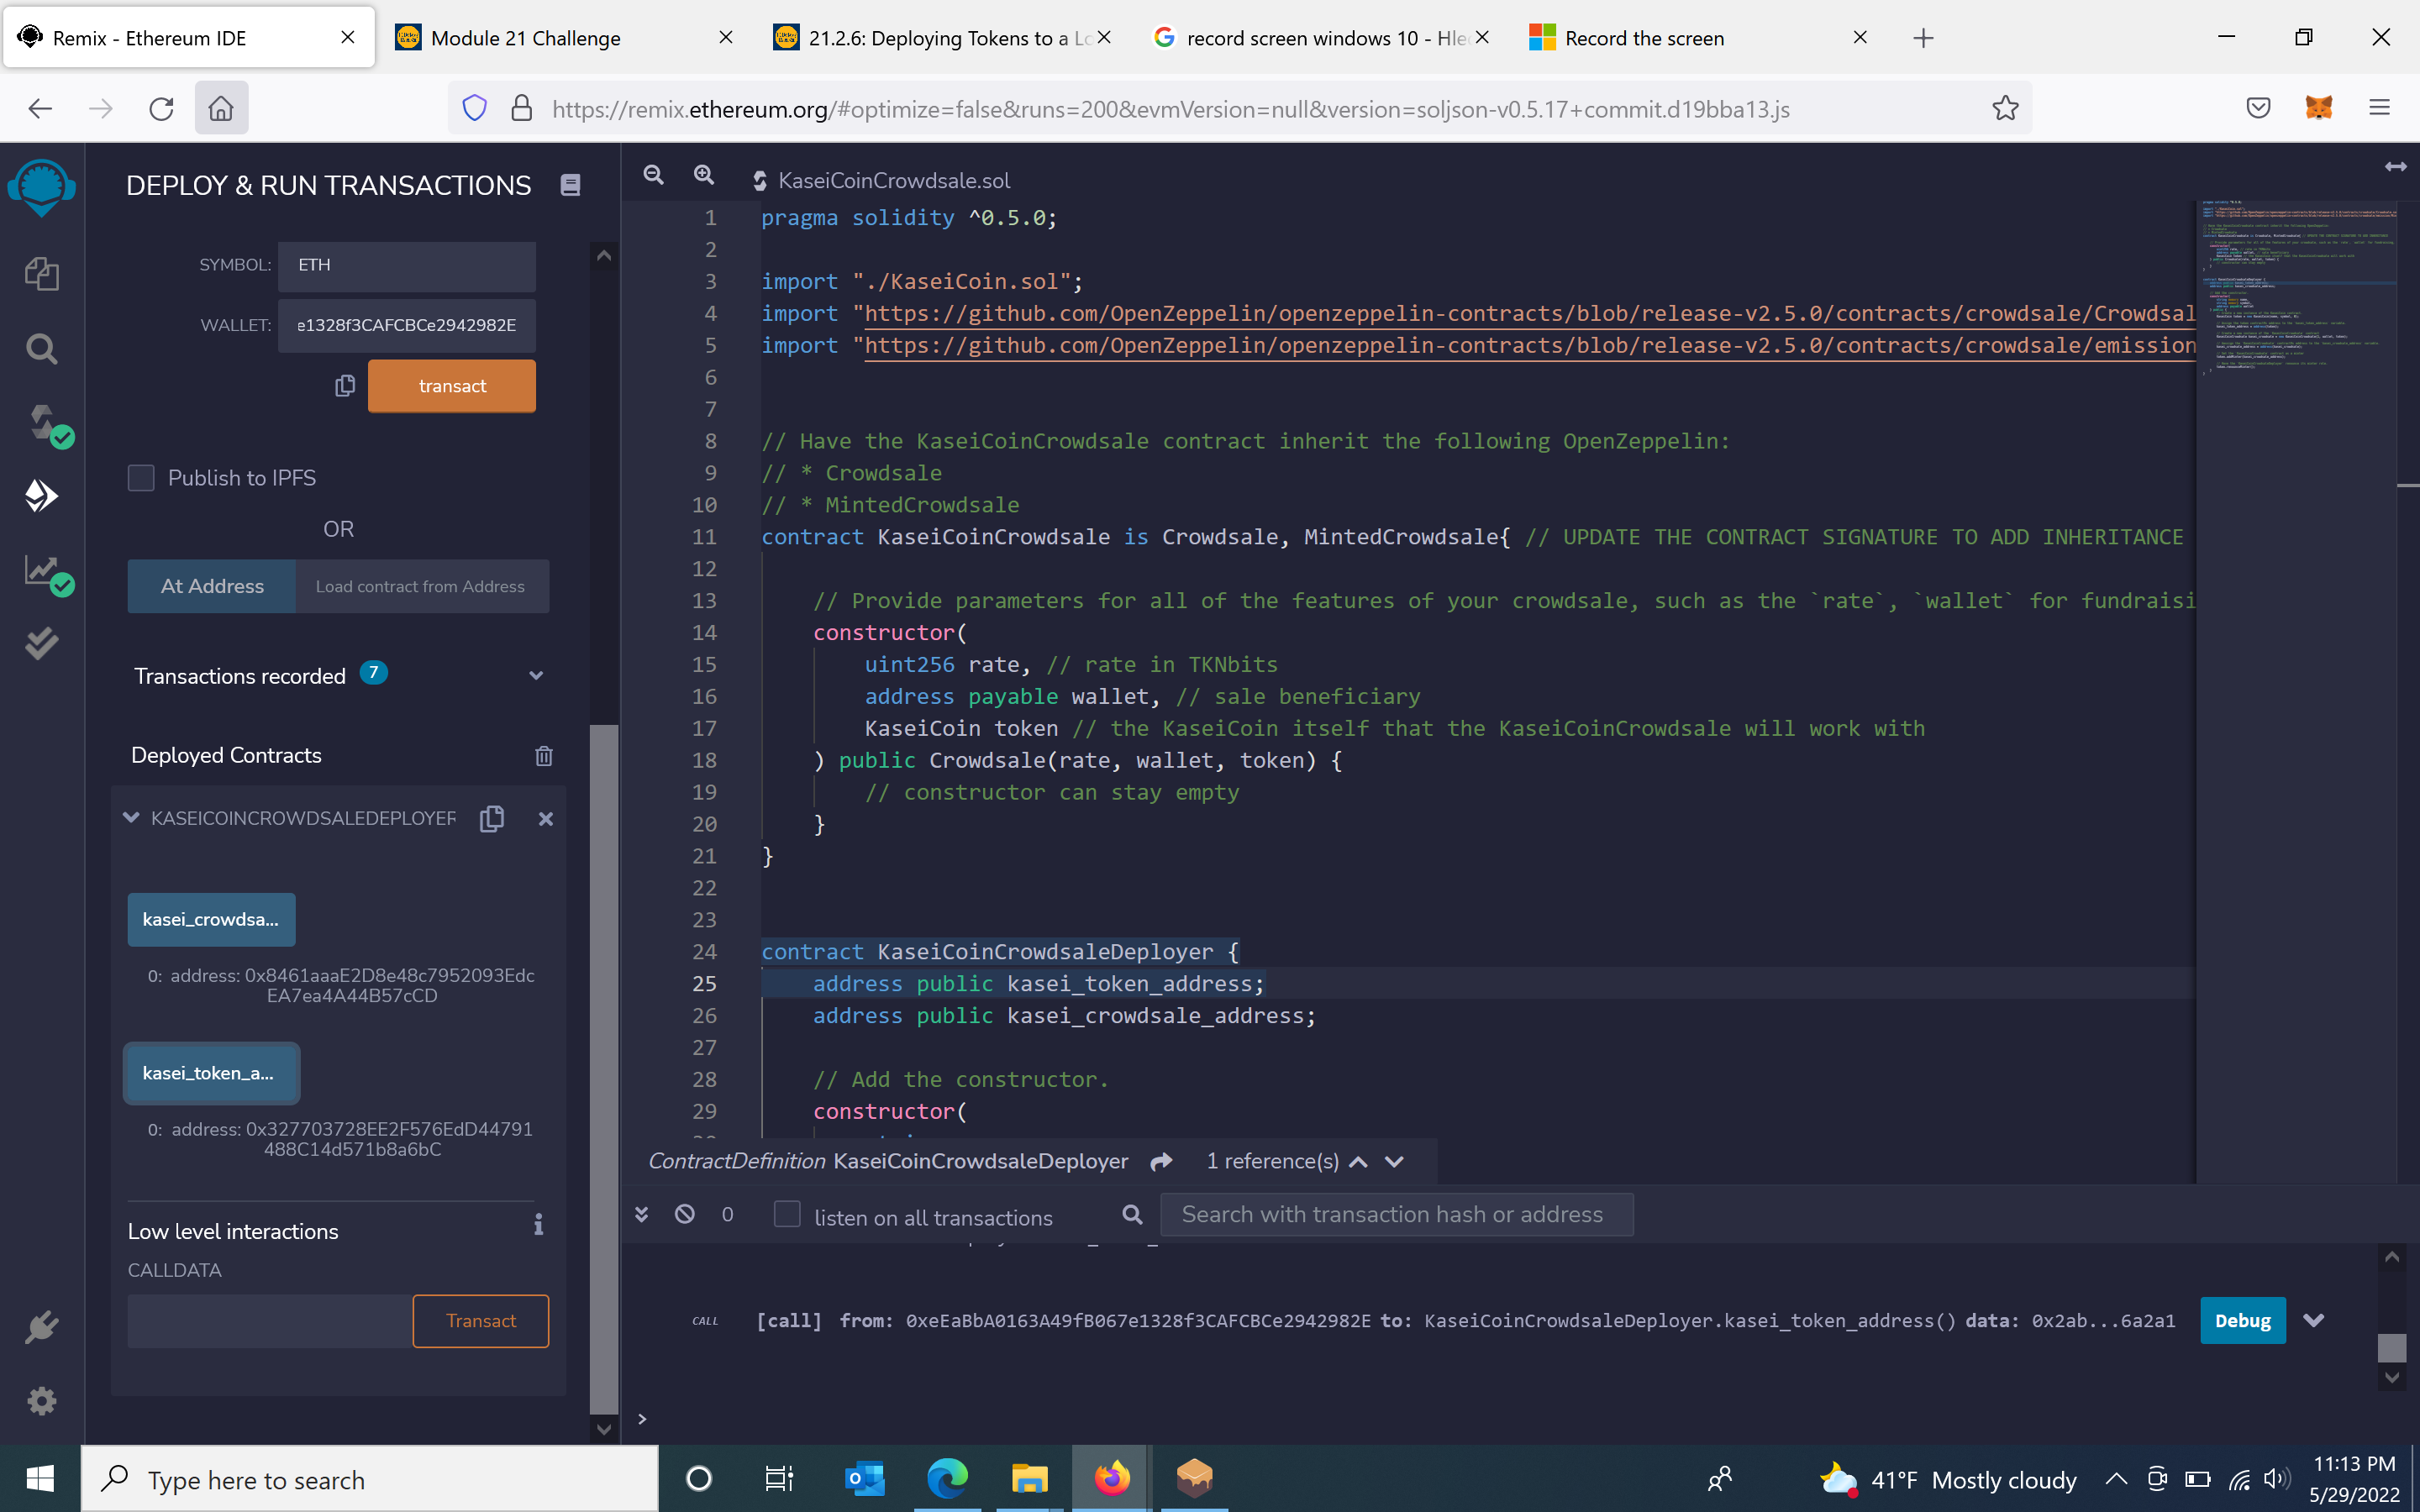 Remix - Ethereum IDE
Module 21 Challenge
21.2.6: Deploying Tokens to a Lo
record screen windows 10 - Hle
Record the screen
https://remix.ethereum.org/#optimize=false&runs=200&evmVersion=null&version=soljson-v0.5.17+commit.d19bba13.js
DEPLOY & RUN TRANSACTIONS
SYMBOL: ETH
WALLET: e1328f3CAFCBCe2942982E
transact
Publish to IPFS
OR
At Address Load contract from Address
Transactions recorded 7
Deployed Contracts
KASEICOINCROWDSALEDEPLOYER
kasei_crowdsa...
0: address: 0x8461aaaE2D8e48c7952093Edc
EA7ea4A44B57cCD
kasei_token_a...
0: address: 0x327703728EE2F576EdD44791
488C14d571b8a6bC
Low level interactions
CALLDATA
Transact
KaseiCoinCrowdsale.sol
1 pragma solidity ^0.5.0;
2
3 import "./KaseiCoin.sol";
4 import "https://github.com/OpenZeppelin/openzeppelin-contracts/blob/release-v2.5.0/contracts/crowdsale/Crowdsal
5 import "https://github.com/OpenZeppelin/openzeppelin-contracts/blob/release-v2.5.0/contracts/crowdsale/emission
6
7
8 // Have the KaseiCoinCrowdsale contract inherit the following OpenZeppelin:
9 // * Crowdsale
10 // * MintedCrowdsale
11 contract KaseiCoinCrowdsale is Crowdsale, MintedCrowdsale{ // UPDATE THE CONTRACT SIGNATURE TO ADD INHERITANCE
12
13 // Provide parameters for all of the features of your crowdsale, such as the `rate`, `wallet` for fundraisi
14 constructor(
15 uint256 rate, // rate in TKNbits
16 address payable wallet, // sale beneficiary
17 KaseiCoin token // the KaseiCoin itself that the KaseiCoinCrowdsale will work with
18 ) public Crowdsale(rate, wallet, token) {
19 // constructor can stay empty
20 }
21 }
22
23
24 contract KaseiCoinCrowdsaleDeployer {
25 address public kasei_token_address;
26 address public kasei_crowdsale_address;
27
28 // Add the constructor.
29 constructor(
ContractDefinition KaseiCoinCrowdsaleDeployer 1 reference(s)
0 listen on all transactions Search with transaction hash or address
CALL [call] from: 0xeEaBbA0163A49fB067e1328f3CAFCBCe2942982E to: KaseiCoinCrowdsaleDeployer.kasei_token_address() data: 0x2ab...6a2a1 Debug
>
Type here to search
41°F Mostly cloudy
11:13 PM
5/29/2022